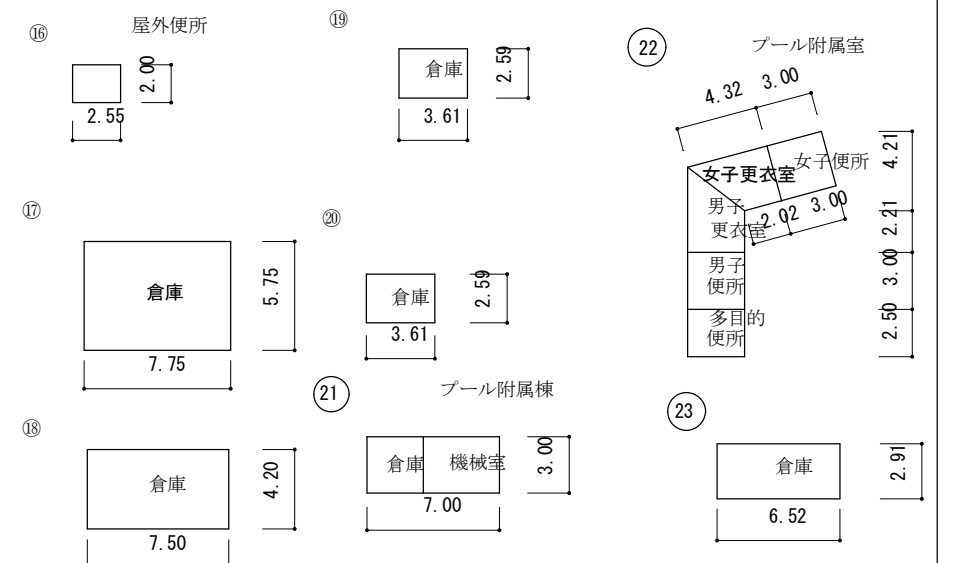 ⑯
屋外便所
2.00
2.55
⑰
倉庫
5.75
7.75
⑱
倉庫
4.20
7.50
⑲
倉庫
2.59
3.61
⑳
倉庫
2.59
3.61
21
プール附属棟
倉庫
機械室
3.00
7.00
22
プール附属室
4.32
3.00
女子更衣室
女子便所
男子
更衣室
2.02
3.00
男子
便所
多目的
便所
4.21
2.21
3.00
2.50
23
倉庫
2.91
6.52